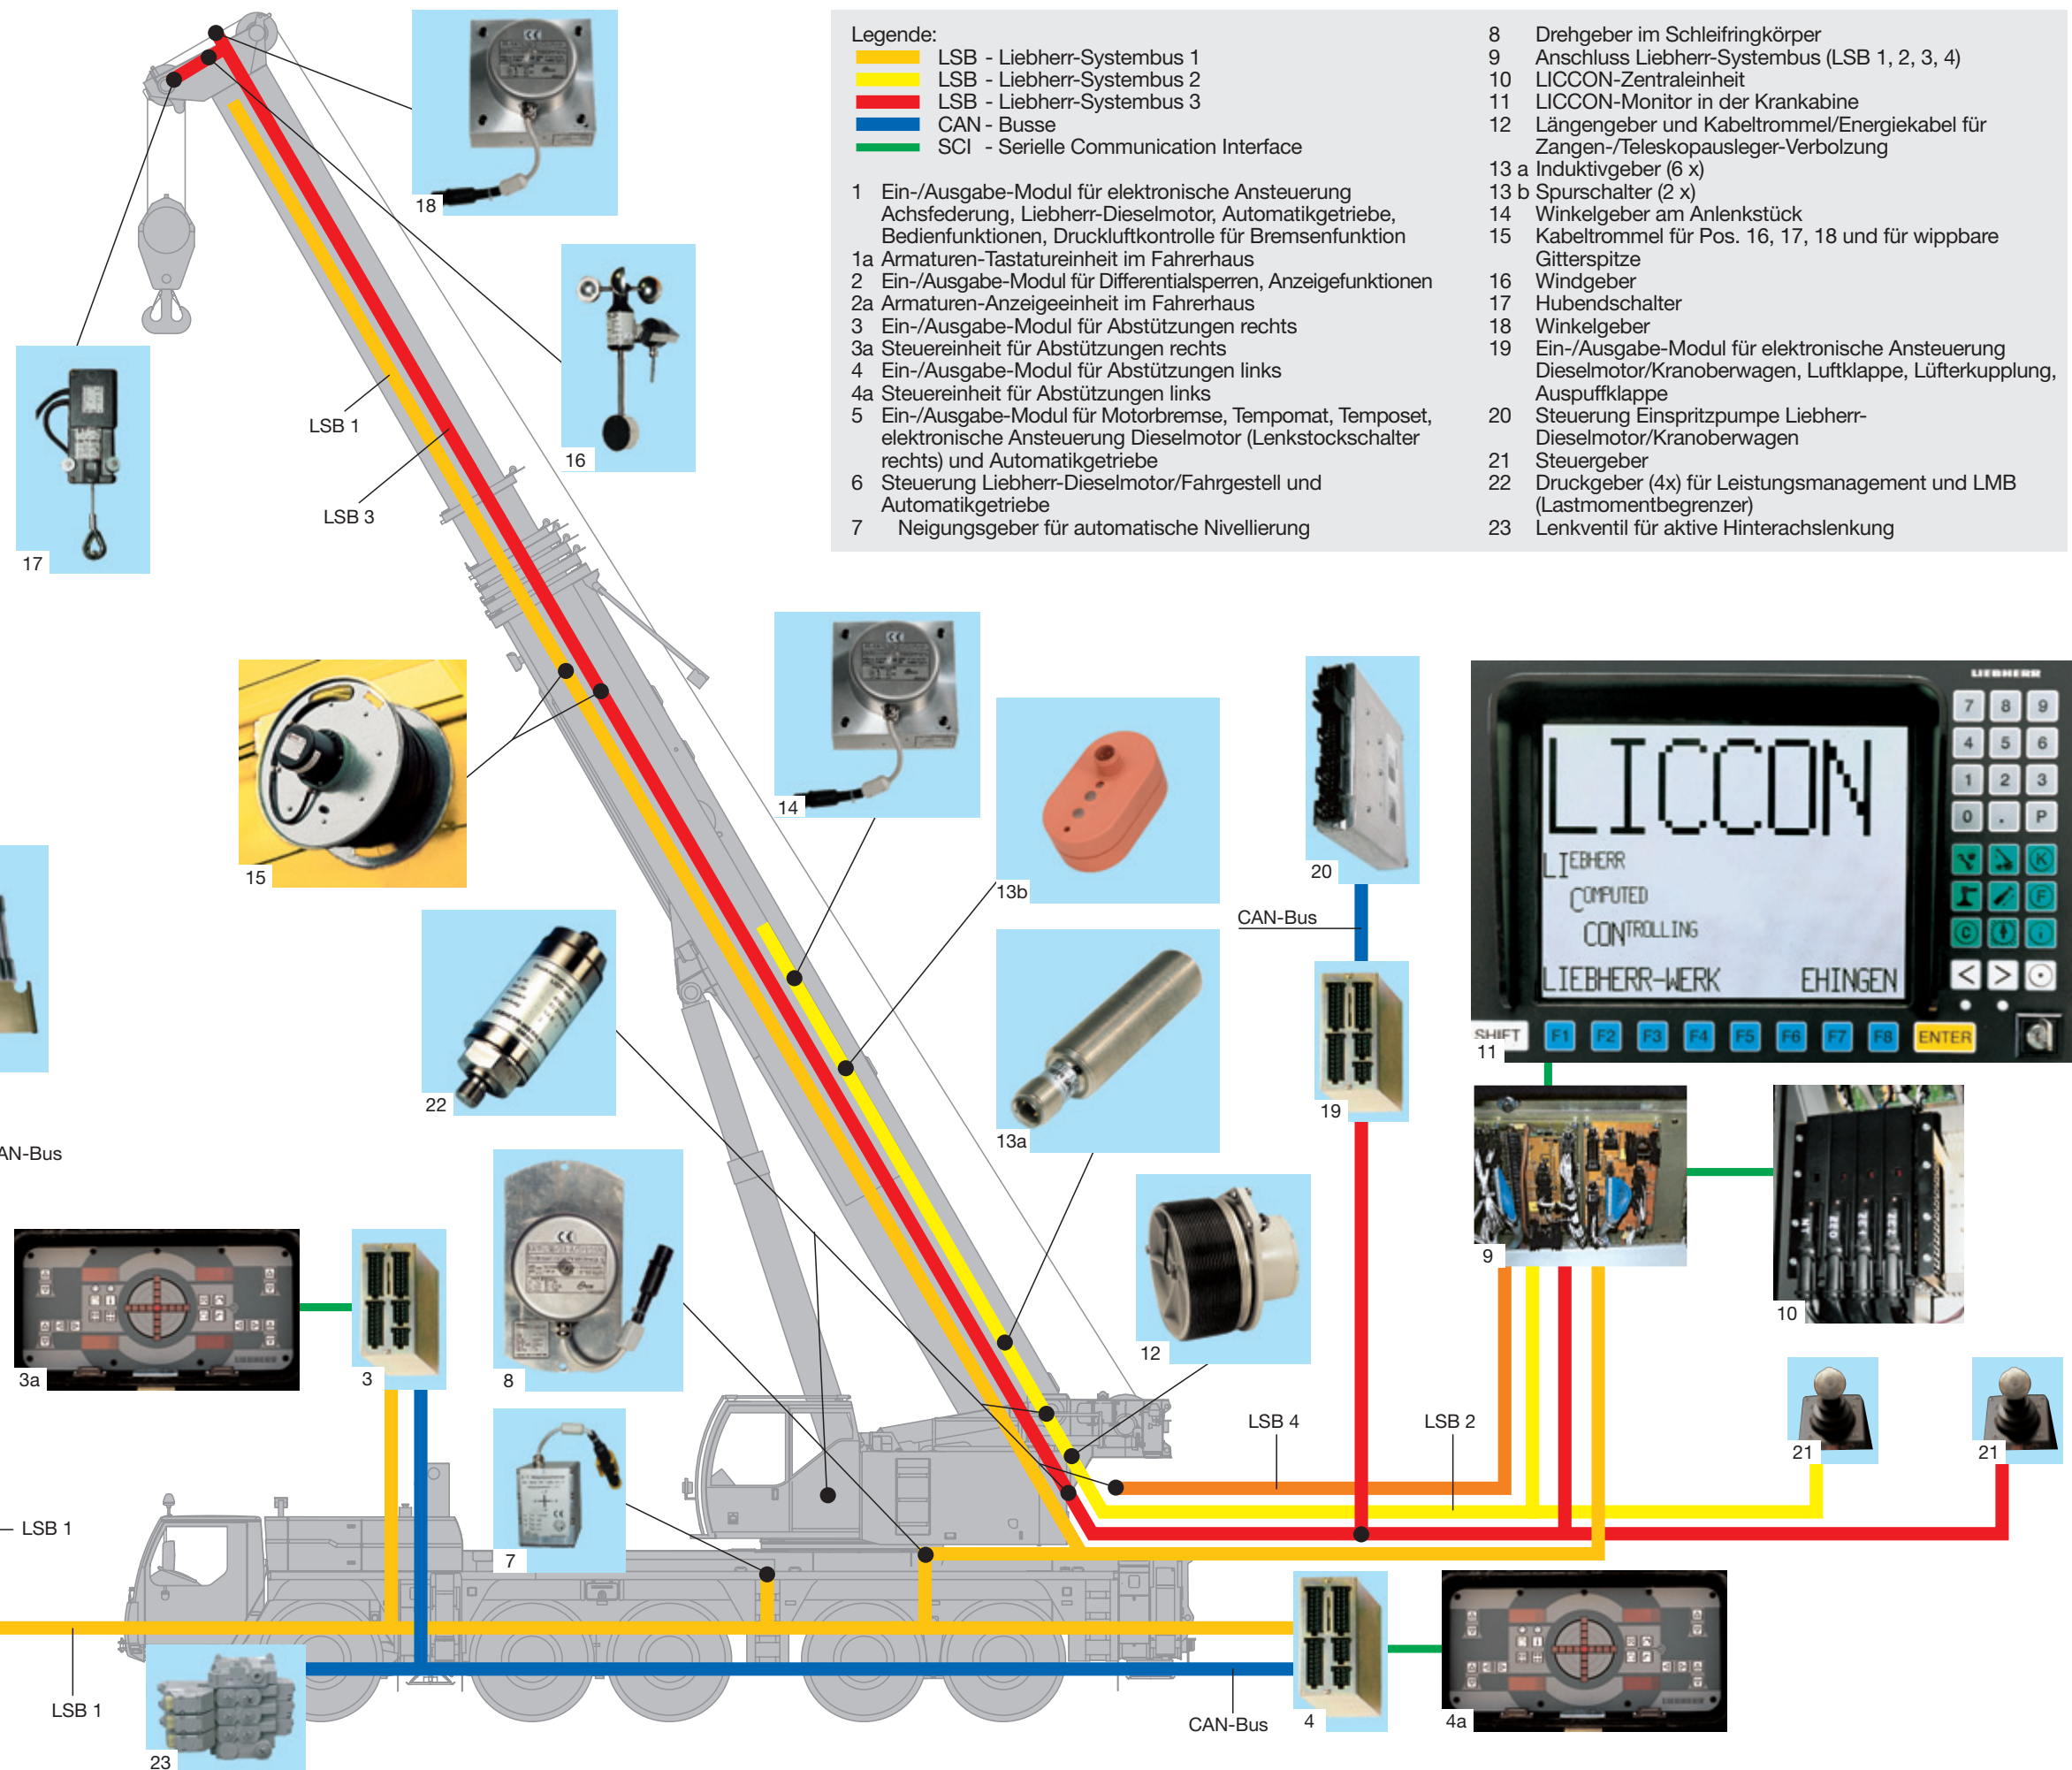 Legende:
LSB - Liebherr-Systembus 1
LSB - Liebherr-Systembus 2
LSB - Liebherr-Systembus 3
CAN - Busse
SCI - Serielle Communication Interface
1 Ein-/Ausgabe-Modul für elektronische Ansteuerung
Achsfederung, Liebherr-Dieselmotor, Automatikgetriebe,
Bedienfunktionen, Druckluftkontrolle für Bremsenfunktion
1a Armaturen-Tastatureinheit im Fahrerhaus
2 Ein-/Ausgabe-Modul für Differentialsperren, Anzeigefunktionen
2a Armaturen-Anzeigeeinheit im Fahrerhaus
3 Ein-/Ausgabe-Modul für Abstützungen rechts
3a Steuereinheit für Abstützungen rechts
4 Ein-/Ausgabe-Modul für Abstützungen links
4a Steuereinheit für Abstützungen links
5 Ein-/Ausgabe-Modul für Motorbremse, Tempomat, Temposet,
elektronische Ansteuerung Dieselmotor (Lenkstockschalter
rechts) und Automatikgetriebe
6 Steuerung Liebherr-Dieselmotor/Fahrgestell und
Automatikgetriebe
7 Neigungsgeber für automatische Nivellierung
8 Drehgeber im Schleifringkörper
9 Anschluss Liebherr-Systembus (LSB 1, 2, 3, 4)
10 LICCON-Zentraleinheit
11 LICCON-Monitor in der Krankabine
12 Längengeber und Kabeltrommel/Energiekabel für
Zangen-/Teleskopausleger-Verbolzung
13 a Induktivgeber (6 x)
13 b Spurschalter (2 x)
14 Winkelgeber am Anlenkstück
15 Kabeltrommel für Pos. 16, 17, 18 und für wippbare
Gitterspitze
16 Windgeber
17 Hubendschalter
18 Winkelgeber
19 Ein-/Ausgabe-Modul für elektronische Ansteuerung
Dieselmotor/Kranoberwagen, Luftklappe, Lüfterkupplung,
Auspuffklappe
20 Steuerung Einspritzpumpe Liebherr-
Dieselmotor/Kranoberwagen
21 Steuergeber
22 Druckgeber (4x) für Leistungsmanagement und LMB
(Lastmomentbegrenzer)
23 Lenkventil für aktive Hinterachslenkung
18
16
LSB 1
LSB 3
17
14
15
13b
20
CAN-Bus
22
13a
19
LIEBHERR
7 8 9
4 5 6
1 2 3
0 . P
K
F
C i
< >
LICCON
LIEBHERR
COMPUTED
CONTROLLING
LIEBHERR-WERK EHINGEN
SHIFT F1 F2 F3 F4 F5 F6 F7 F8 ENTER
11
AN-Bus
9
10
12
3a
LIEBHERR
3
8
LSB 4
LSB 2
21
21
7
LSB 1
LSB 1
23
CAN-Bus
4
4a
LIEBHERR